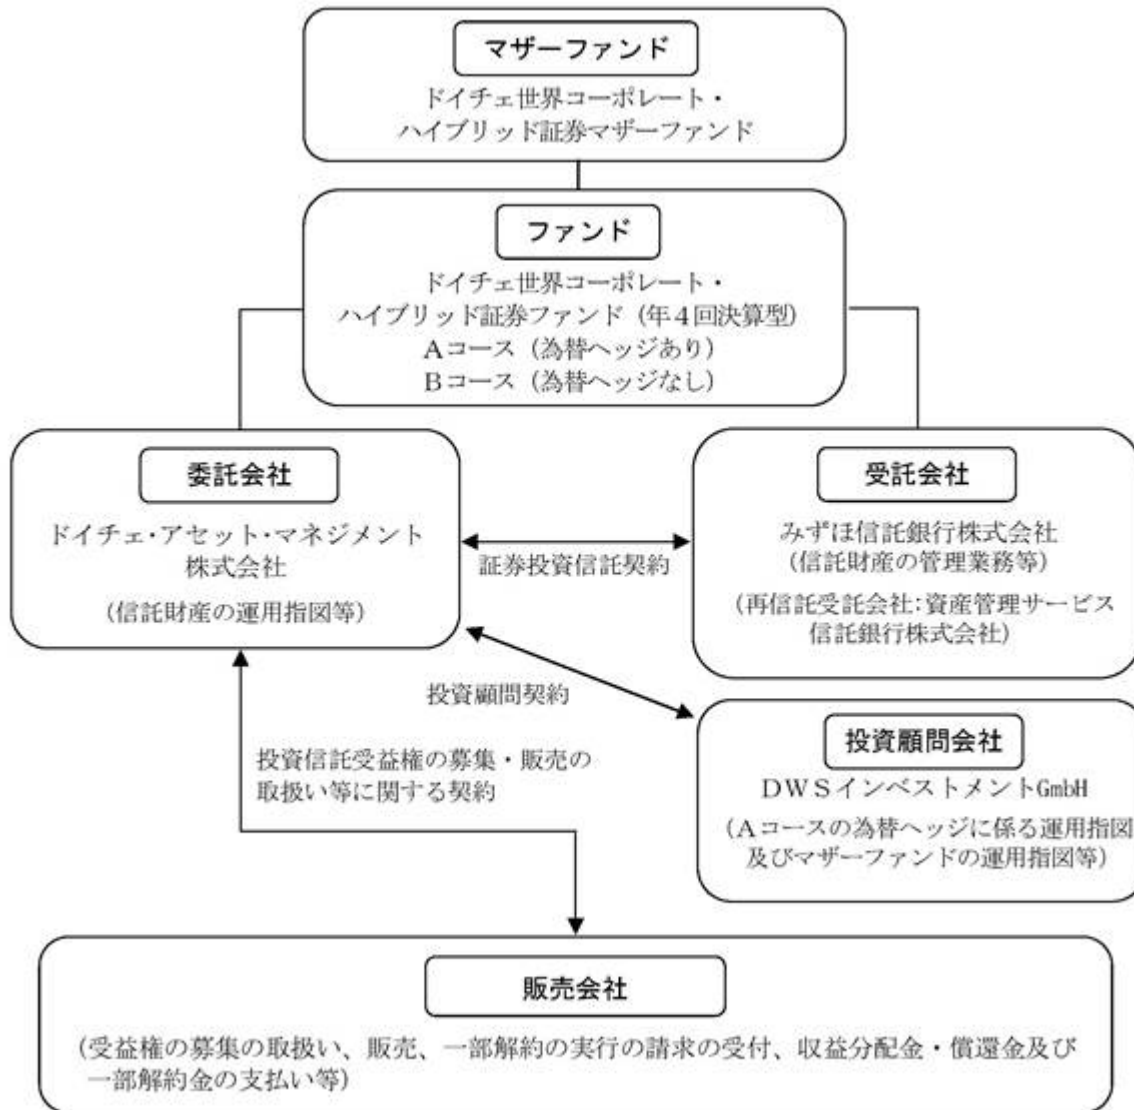 マザーファンド
ドイチェ世界コーポレート・
ハイブリッド証券マザーファンド
ファンド
ドイチェ世界コーポレート・
ハイブリッド証券ファンド（年４回決算型）
Ａコース（為替ヘッジあり）
Ｂコース（為替ヘッジなし）
委託会社
ドイチェ・アセット・マネジメント
株式会社
（信託財産の運用指図等）
証券投資信託契約
受託会社
みずほ信託銀行株式会社
（信託財産の管理業務等）
（再信託受託会社：資産管理サービス
信託銀行株式会社）
投資顧問契約
投資顧問会社
ＤＷＳインベストメントGmbH
（Ａコースの為替ヘッジに係る運用指図
及びマザーファンドの運用指図等）
投資信託受益権の募集・販売の
取扱い等に関する契約
販売会社
（受益権の募集の取扱い、販売、一部解約の実行の請求の受付、収益分配金・償還金及び
一部解約金の支払い等）